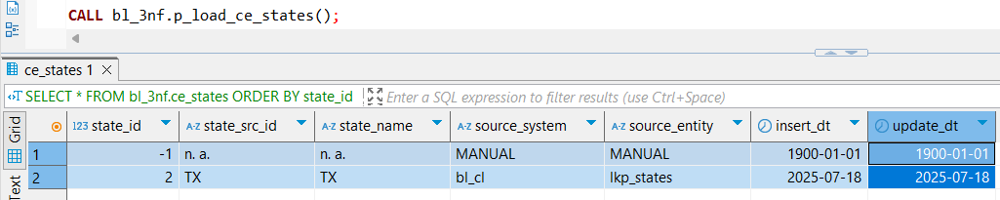 CALL bl_3nf.p_load_ce_states();
ce_states 1
SELECT * FROM bl_3nf.ce_states ORDER BY state_id Enter a SQL expression to filter results (use Ctrl+Space)
Grid
Text
123 state_id A-Z state_src_id A-Z state_name A-Z source_system A-Z source_entity insert_dt update_dt
1 -1 n. a. n. a. MANUAL MANUAL 1900-01-01 1900-01-01
2 2 TX TX bl_cl lkp_states 2025-07-18 2025-07-18